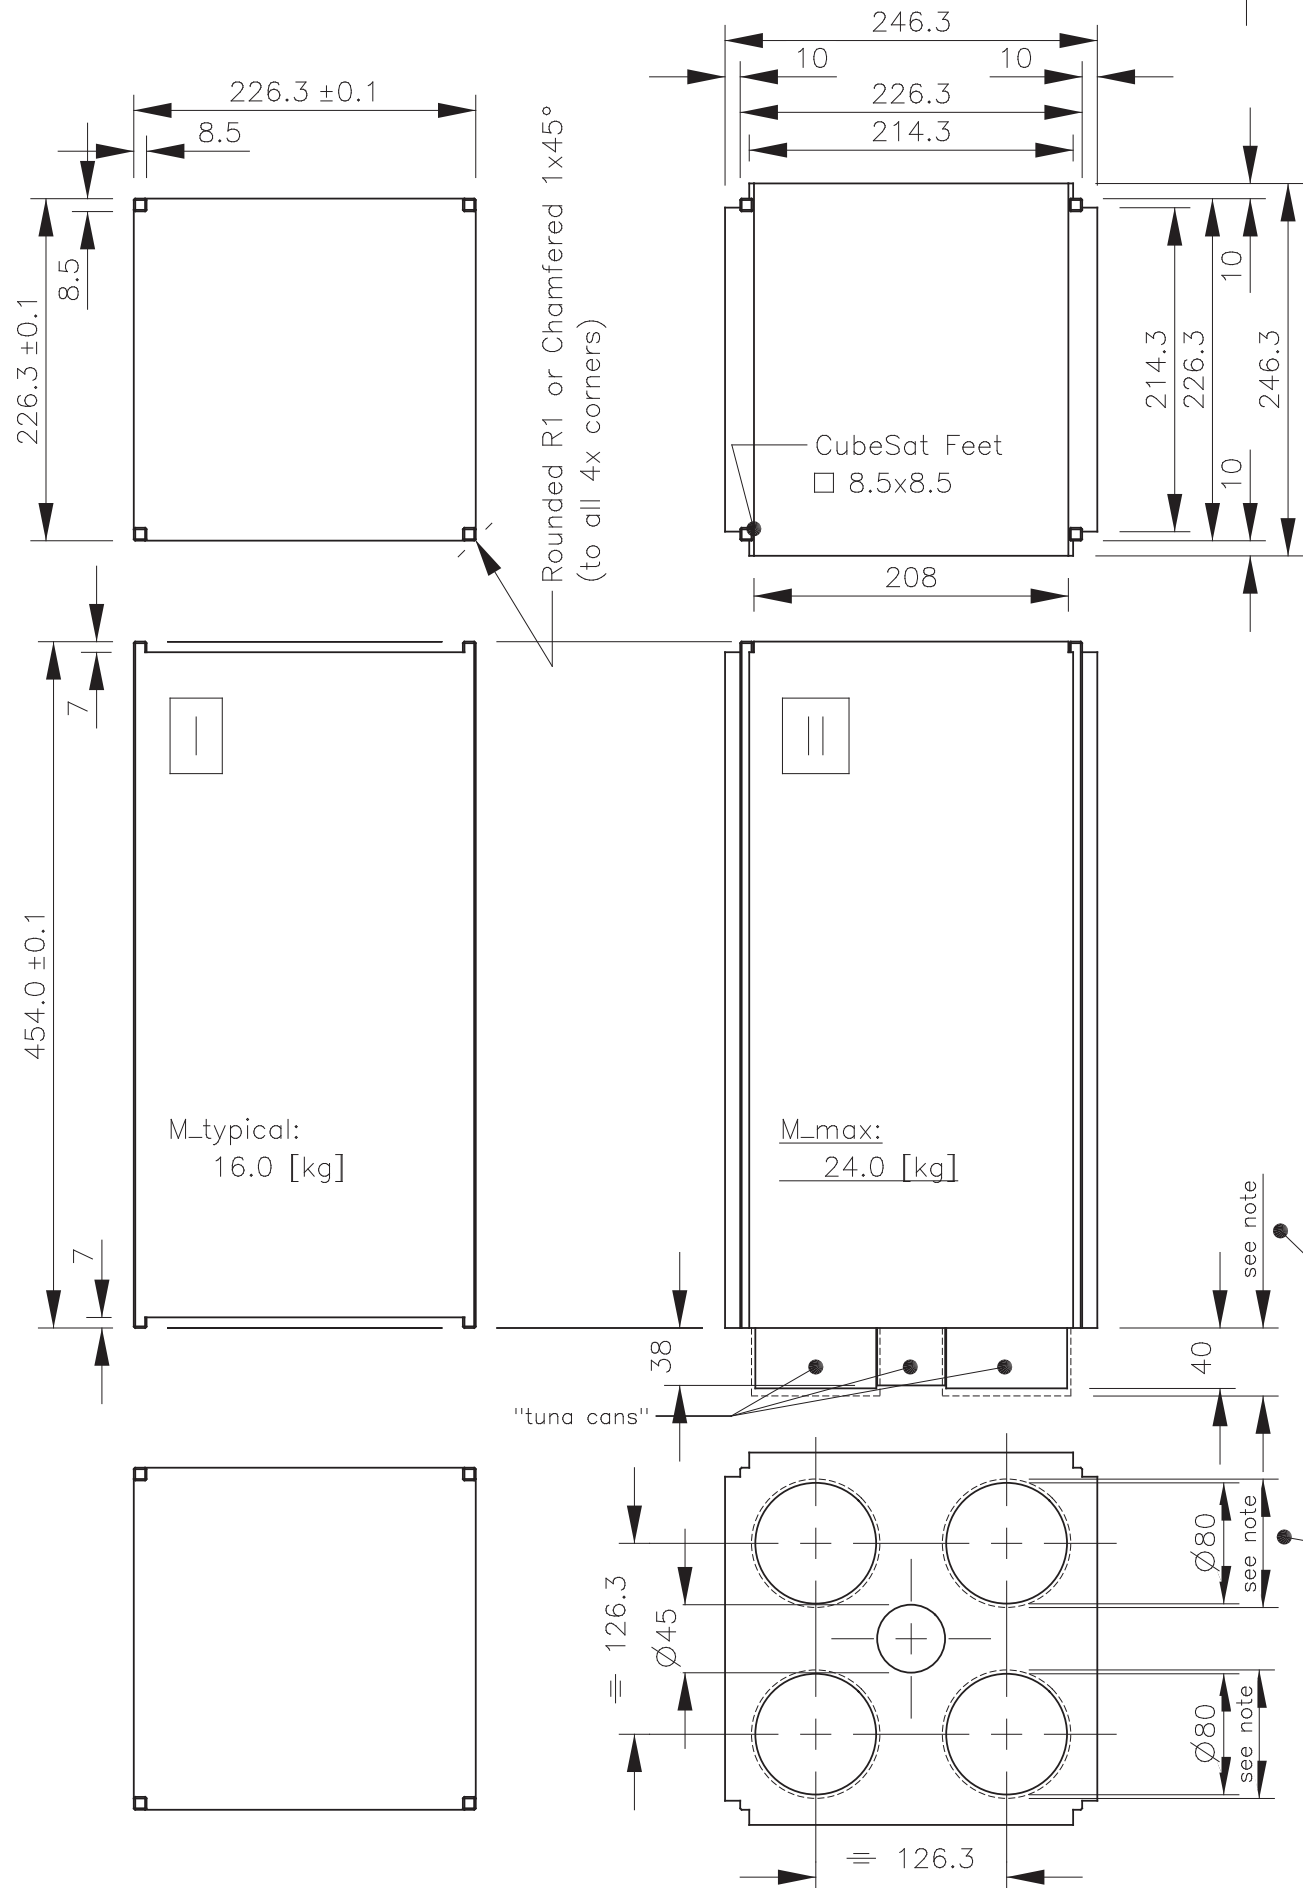 246.3
10
10
226.3
214.3
226.3 ±0.1
8.5
8.5
226.3 ±0.1
Rounded R1 or Chamfered 1x45°
(to all 4x corners)
CubeSat Feet
□ 8.5x8.5
10
214.3
226.3
246.3
10
208
7
I
II
454.0 ±0.1
M_typical:
16.0 [kg]
M_max:
24.0 [kg]
7
see note
38
40
"tuna cans"
Ø80
see note
126.3
Ø45
Ø80
see note
126.3